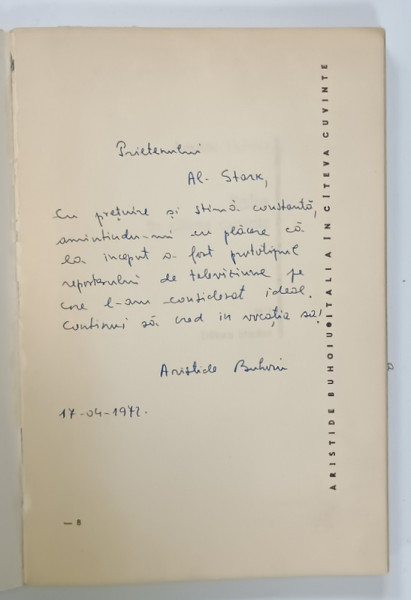 Prietenului
Al. Stark,
Cu prețuire și stimă constantă,
amintindu-mi cu plăcere că
la început a fost prototipul
reporterului de televiziune pe
care l-am considerat ideal.
Continui să cred in vocația sa!
Aristide Buhoiu
17-04-1972.
— 8
ARISTIDE BUHOIU●ITALIA IN CÎTEVA CUVINTE